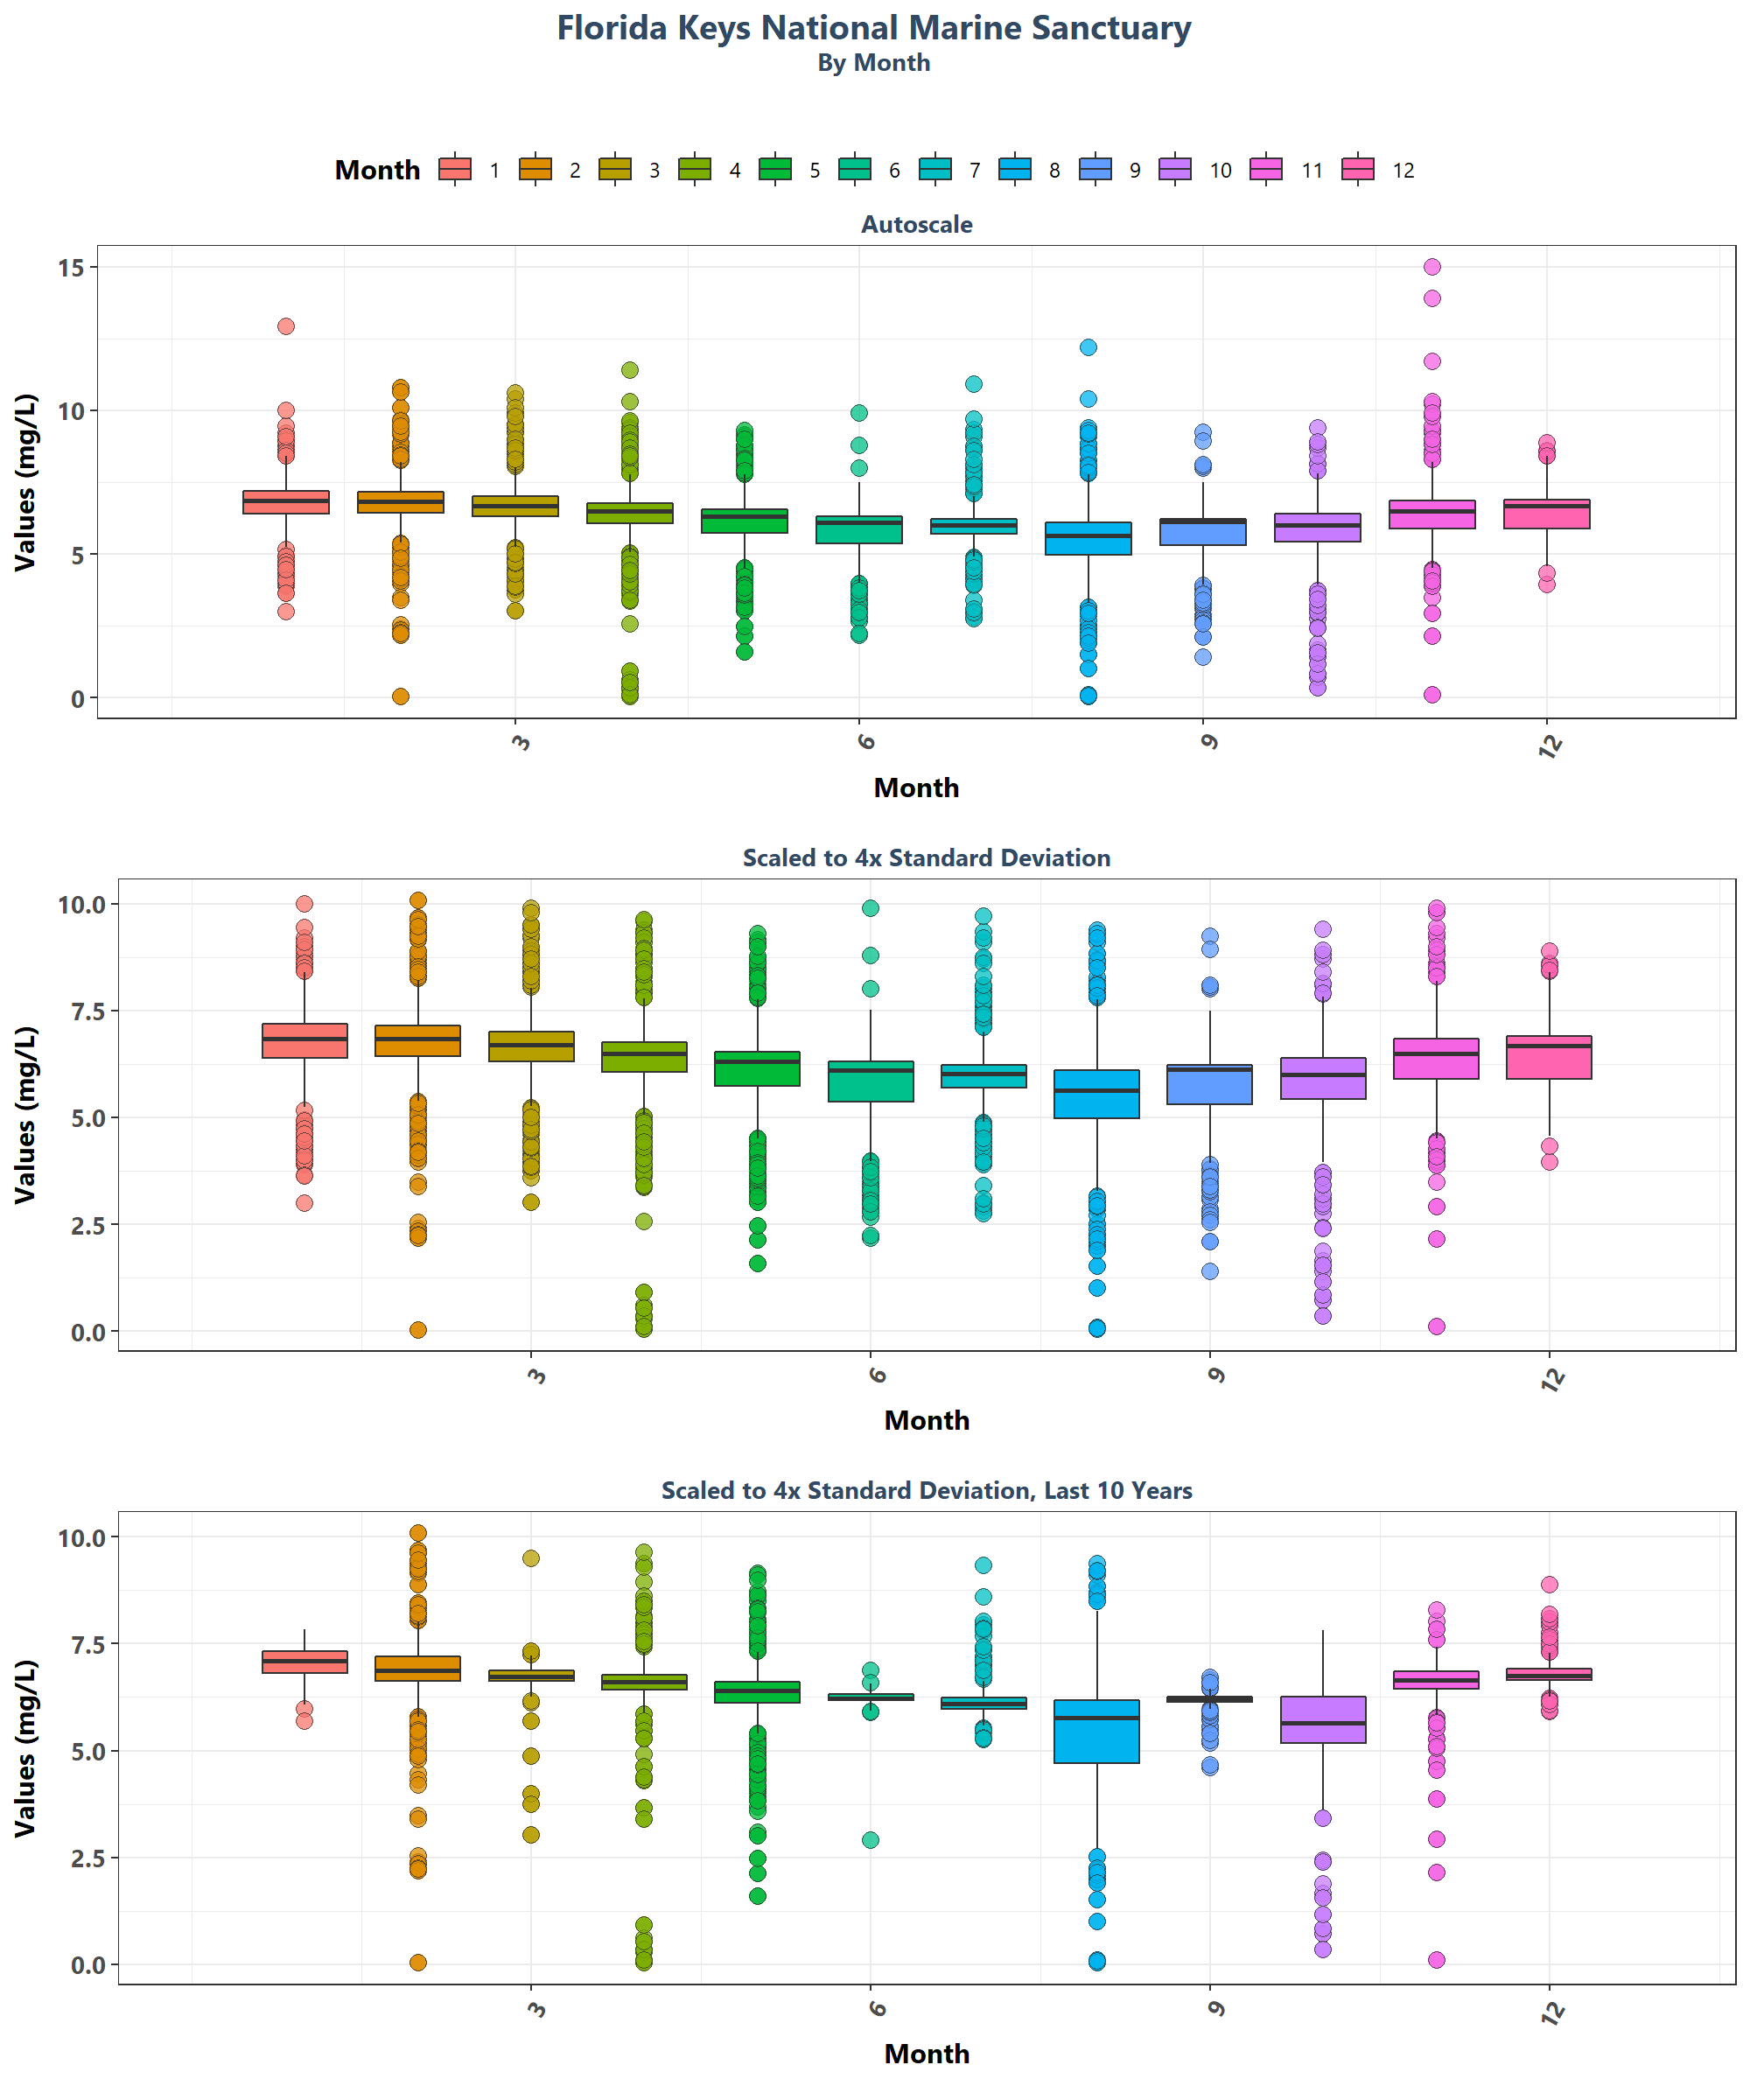 Florida Keys National Marine Sanctuary
By Month
Month 1 2 3 4 5 6 7 8 9 10 11 12
Autoscale
Values (mg/L)
15
10
5
0
3 6 9 12
Month
Scaled to 4x Standard Deviation
Values (mg/L)
10.0
7.5
5.0
2.5
0.0
3 6 9 12
Month
Scaled to 4x Standard Deviation, Last 10 Years
Values (mg/L)
10.0
7.5
5.0
2.5
0.0
3 6 9 12
Month